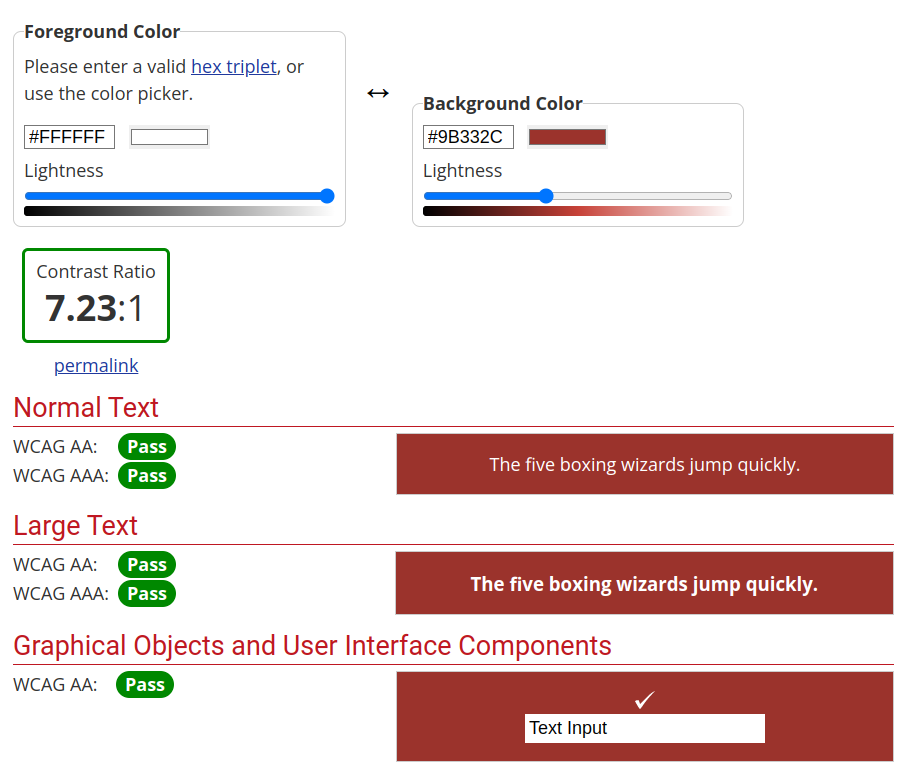 Foreground Color
Please enter a valid hex triplet, or
use the color picker.
#FFFFFF
Lightness
↔
Background Color
#9B332C
Lightness
Contrast Ratio
7.23:1
permalink
Normal Text
WCAG AA: Pass
WCAG AAA: Pass
The five boxing wizards jump quickly.
Large Text
WCAG AA: Pass
WCAG AAA: Pass
The five boxing wizards jump quickly.
Graphical Objects and User Interface Components
WCAG AA: Pass
✓
Text Input